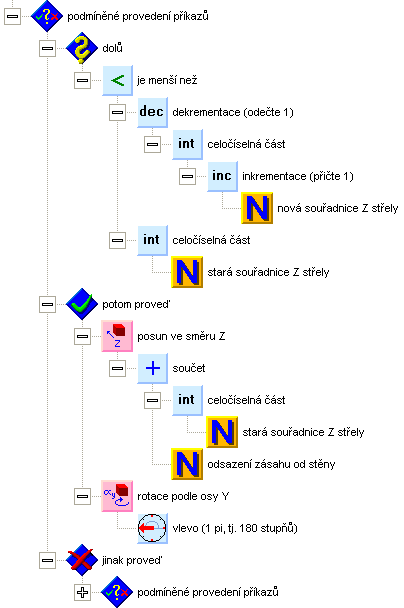 podmíněné provedení příkazů
dolů
< je menší než
dec dekrementace (odečte 1)
int celočíselná část
inc inkrementace (přičte 1)
N nová souřadnice Z střely
int celočíselná část
N stará souřadnice Z střely
potom proveď
Z posun ve směru Z
+ součet
int celočíselná část
N stará souřadnice Z střely
N odsazení zásahu od stěny
αy rotace podle osy Y
vlevo (1 pi, tj. 180 stupňů)
jinak proveď
podmíněné provedení příkazů